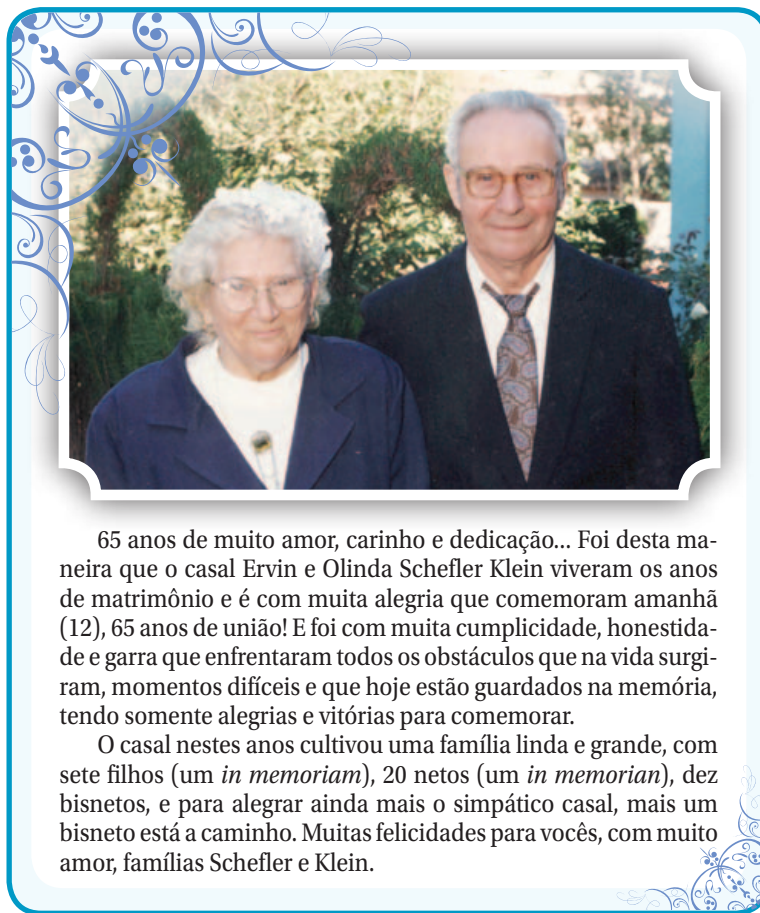 65 anos de muito amor, carinho e dedicação... Foi desta ma-
neira que o casal Ervin e Olinda Schefler Klein viveram os anos
de matrimônio e é com muita alegria que comemoram amanhã
(12), 65 anos de união! E foi com muita cumplicidade, honestida-
de e garra que enfrentaram todos os obstáculos que na vida surgi-
ram, momentos difíceis e que hoje estão guardados na memória,
tendo somente alegrias e vitórias para comemorar.
O casal nestes anos cultivou uma família linda e grande, com
sete filhos (um in memoriam), 20 netos (um in memorian), dez
bisnetos, e para alegrar ainda mais o simpático casal, mais um
bisneto está a caminho. Muitas felicidades para vocês, com muito
amor, famílias Schefler e Klein.